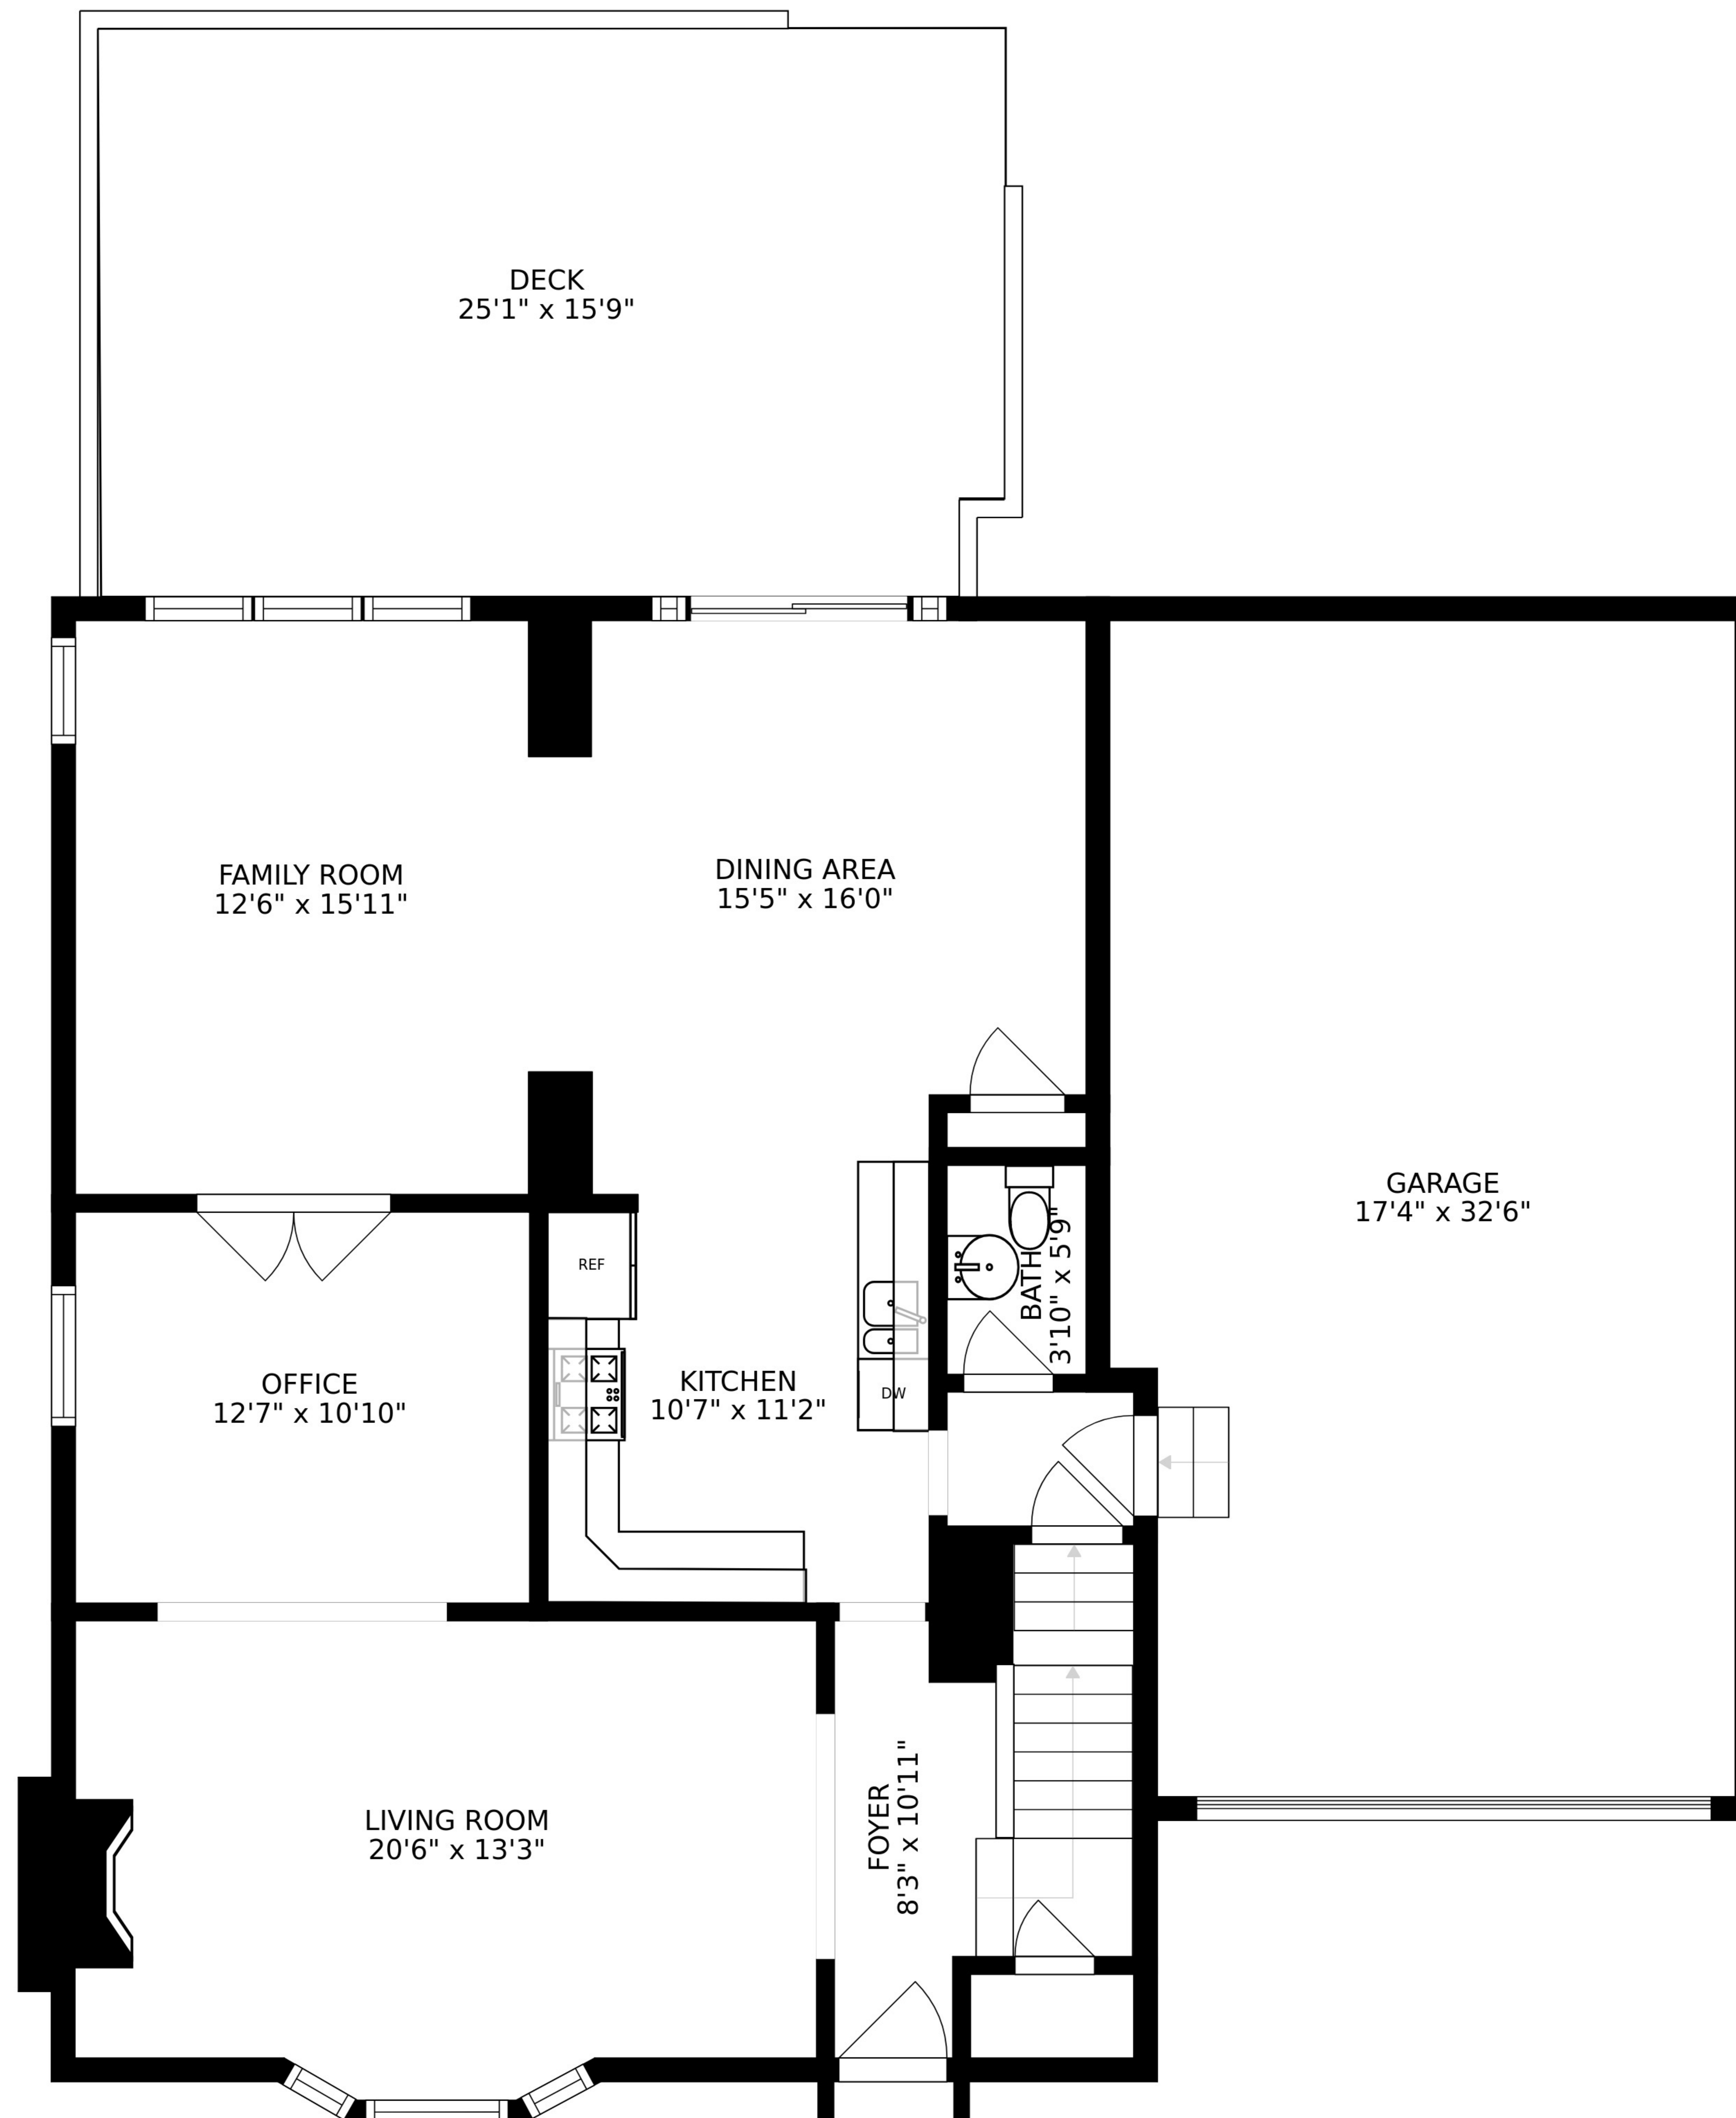 DECK
25'1" x 15'9"
FAMILY ROOM
12'6" x 15'11"
DINING AREA
15'5" x 16'0"
GARAGE
17'4" x 32'6"
BATH
3'10" x 5'9"
REF
OFFICE
12'7" x 10'10"
KITCHEN
10'7" x 11'2"
DW
LIVING ROOM
20'6" x 13'3"
FOYER
8'3" x 10'11"